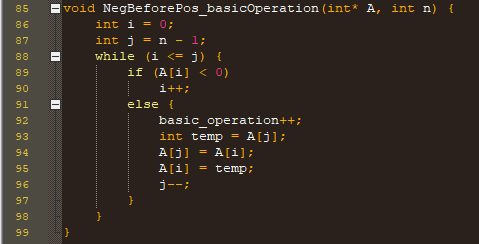 85 void NegBeforePos_basicOperation(int* A, int n) {
86     int i = 0;
87     int j = n - 1;
88     while (i <= j) {
89         if (A[i] < 0)
90             i++;
91         else {
92             basic_operation++;
93             int temp = A[j];
94             A[j] = A[i];
95             A[i] = temp;
96             j--;
97         }
98     }
99 }